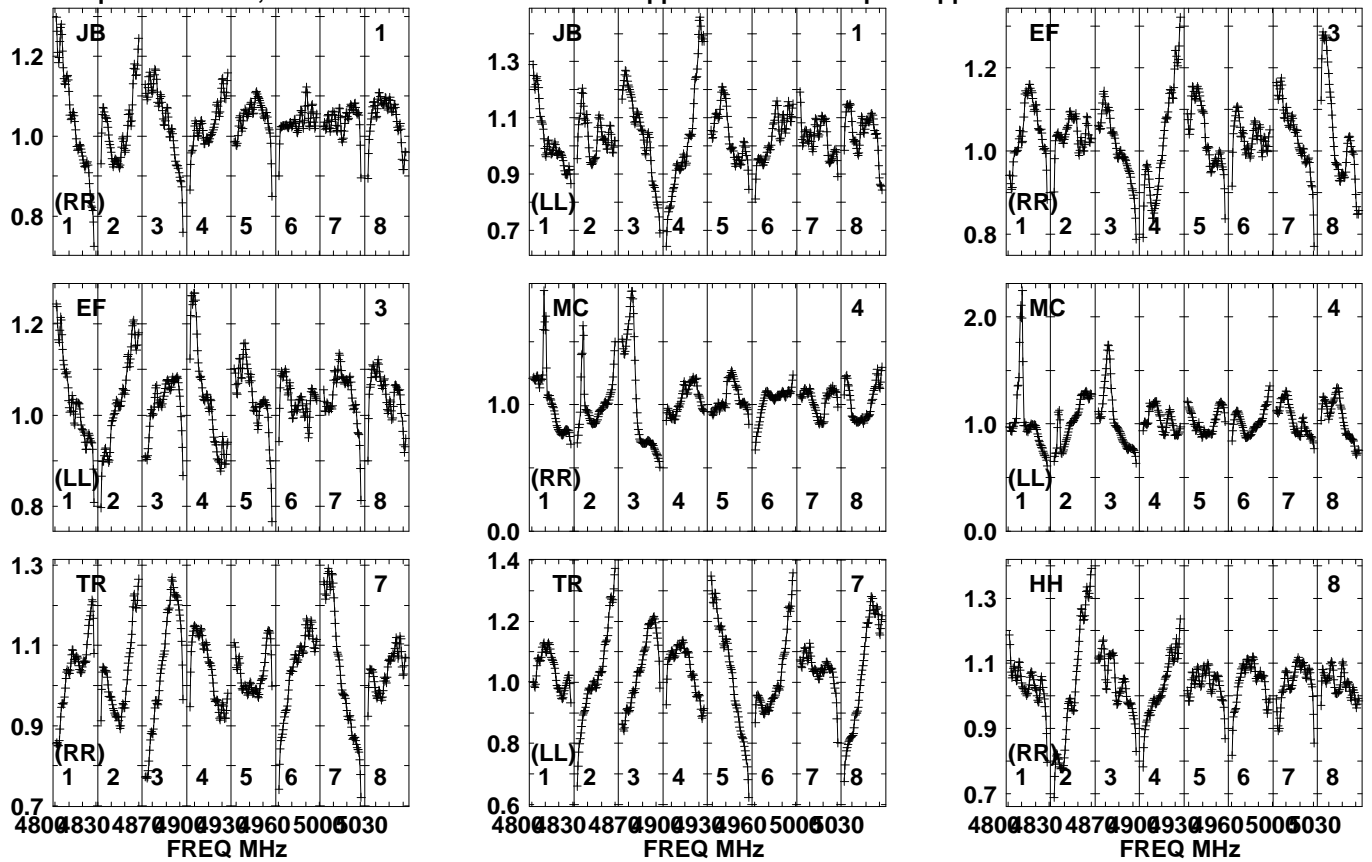 JB 1
1.2
1.0
0.8
(RR)
1 2 3 4 5 6 7 8
JB 1
1.3
1.1
0.9
0.7
(LL)
1 2 3 4 5 6 7 8
EF 3
1.2
1.0
0.8
(RR)
1 2 3 4 5 6 7 8
EF 3
1.2
1.0
0.8
(LL)
1 2 3 4 5 6 7 8
MC 4
1.0
0.0
(RR)
1 2 3 4 5 6 7 8
MC 4
2.0
1.0
0.0
(LL)
1 2 3 4 5 6 7 8
TR 7
1.3
1.1
0.9
0.7
(RR)
1 2 3 4 5 6 7 8
4800 4830 4870 4900 4930 4960 5000 5030
FREQ MHz
TR 7
1.4
1.2
1.0
0.8
0.6
(LL)
1 2 3 4 5 6 7 8
4800 4830 4870 4900 4930 4960 5000 5030
FREQ MHz
HH 8
1.3
1.1
0.9
0.7
(RR)
1 2 3 4 5 6 7 8
4800 4830 4870 4900 4930 4960 5000 5030
FREQ MHz